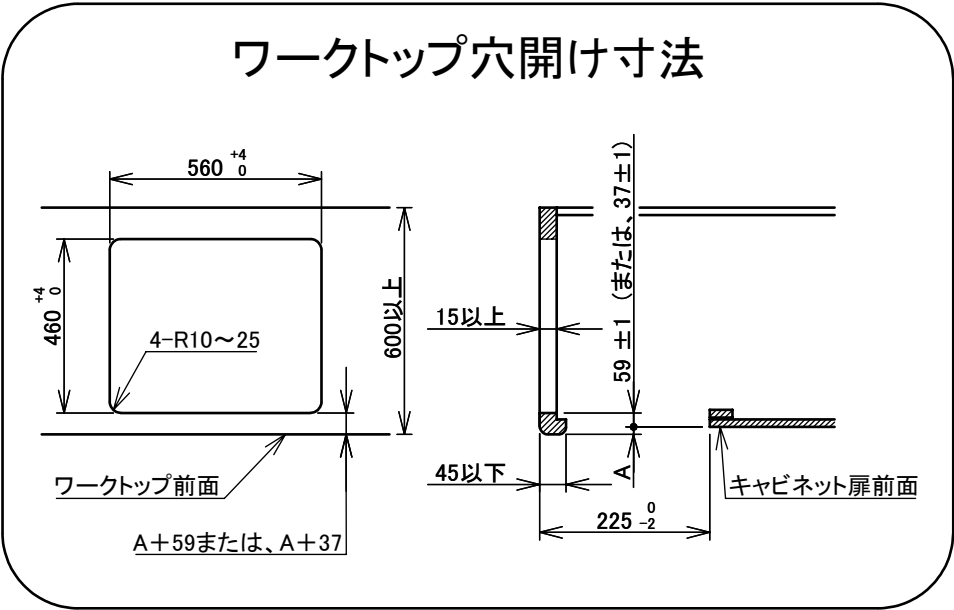 ワークトップ穴開け寸法
560 +4 0
460 +4 0
4-R10～25
600以上
ワークトップ前面
A＋59または、A＋37
15以上
59 ±1 （または、37±1）
45以下
A
225 0 -2
キャビネット扉前面